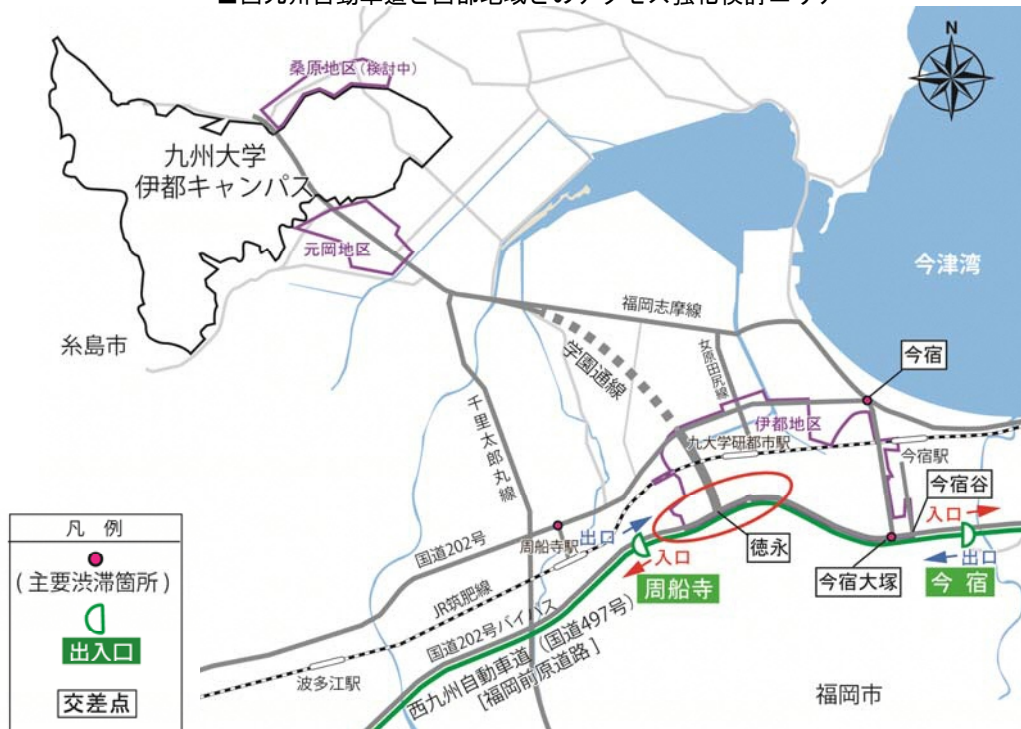 ■西九州自動車道と西部地域とのアクセス強化検討エリア
N
桑原地区(検討中)
九州大学
伊都キャンパス
元岡地区
今津湾
糸島市
福岡志摩線
学園通線
女原田尻線
今宿
千里太郎丸線
伊都地区
九大学研都市駅
今宿駅
今宿谷
入口
出口
今宿
今宿大塚
徳永
国道202号
周船寺駅
出口
入口
周船寺
JR筑肥線
国道202号バイパス
西九州自動車道(国道497号)
[福岡前原道路]
波多江駅
福岡市
凡 例
(主要渋滞箇所)
出入口
交差点